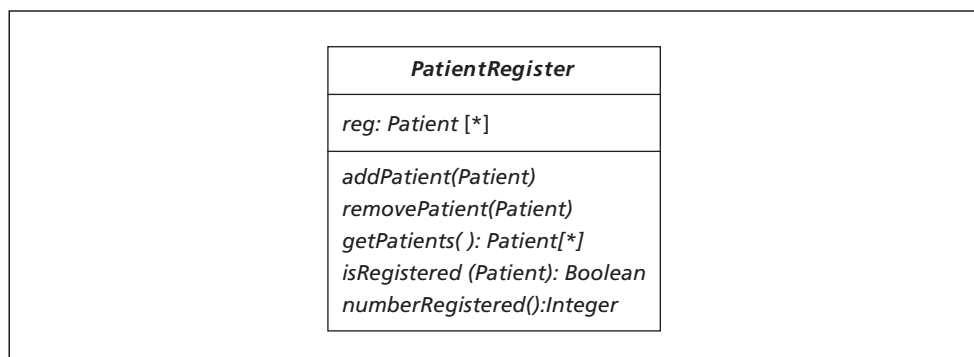 PatientRegister
reg: Patient [*]
addPatient(Patient)
removePatient(Patient)
getPatients( ): Patient[*]
isRegistered (Patient): Boolean
numberRegistered():Integer